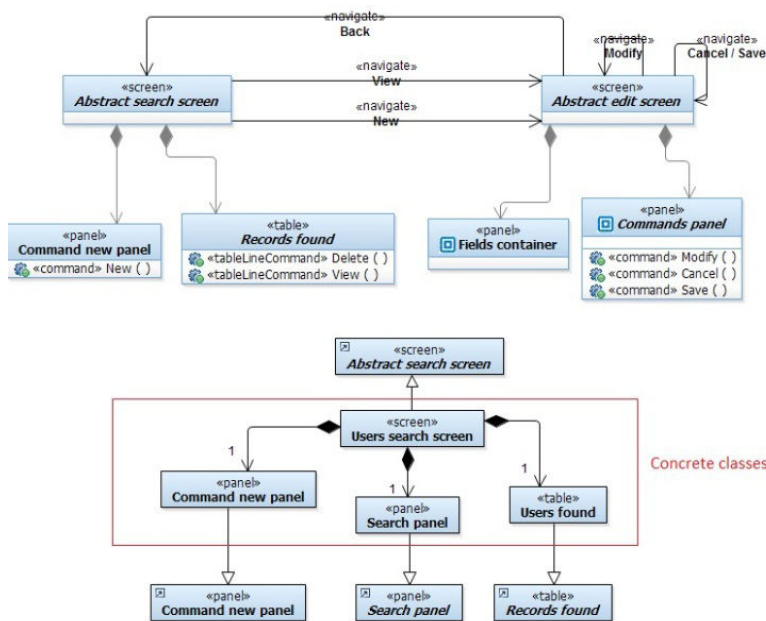 «navigate»
Back
«navigate»
Modify
«navigate»
Cancel / Save
«screen»
Abstract search screen
«navigate»
View
«navigate»
New
«screen»
Abstract edit screen
«panel»
Command new panel
«command» New ( )
«table»
Records found
«tableLineCommand» Delete ( )
«tableLineCommand» View ( )
«panel»
Fields container
«panel»
Commands panel
«command» Modify ( )
«command» Cancel ( )
«command» Save ( )
«screen»
Abstract search screen
«screen»
Users search screen
1
1
1
«panel»
Command new panel
«panel»
Search panel
«table»
Users found
Concrete classes
«panel»
Command new panel
«panel»
Search panel
«table»
Records found